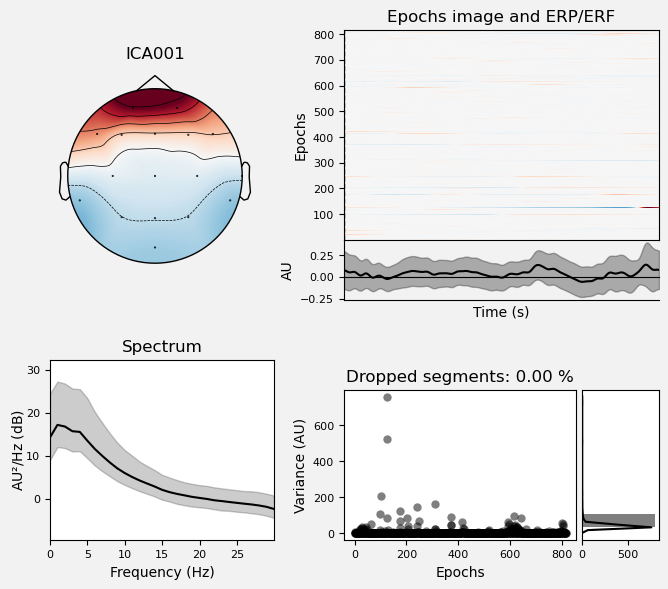 ICA001
Epochs image and ERP/ERF
Epochs
800
700
600
500
400
300
200
100
AU
0.25
0.00
−0.25
Time (s)
Spectrum
AU²/Hz (dB)
30
20
10
0
0 5 10 15 20 25
Frequency (Hz)
Dropped segments: 0.00 %
Variance (AU)
600
400
200
0
0 200 400 600 800
Epochs
0 500